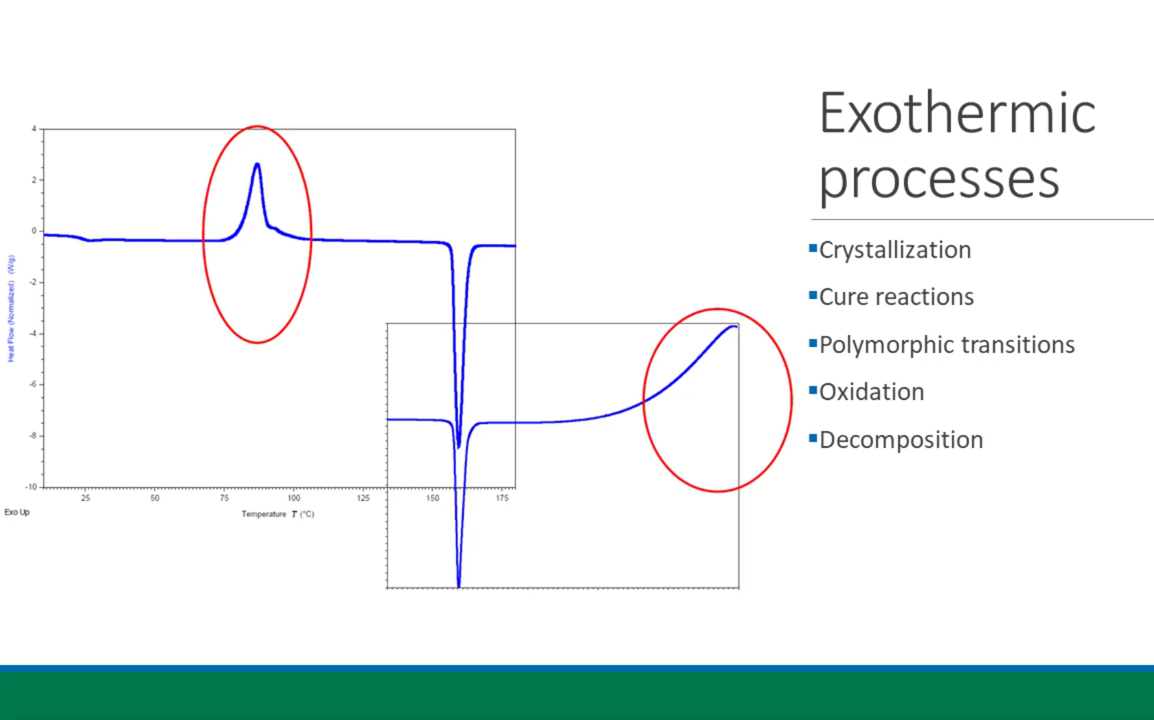 Exothermic
processes
▪Crystallization
▪Cure reactions
▪Polymorphic transitions
▪Oxidation
▪Decomposition
Heat Flow (Normalized) (W/g)
4
2
0
-2
-4
-6
-8
-10
25 50 75 100 125 150 175
Exo Up
Temperature T (°C)